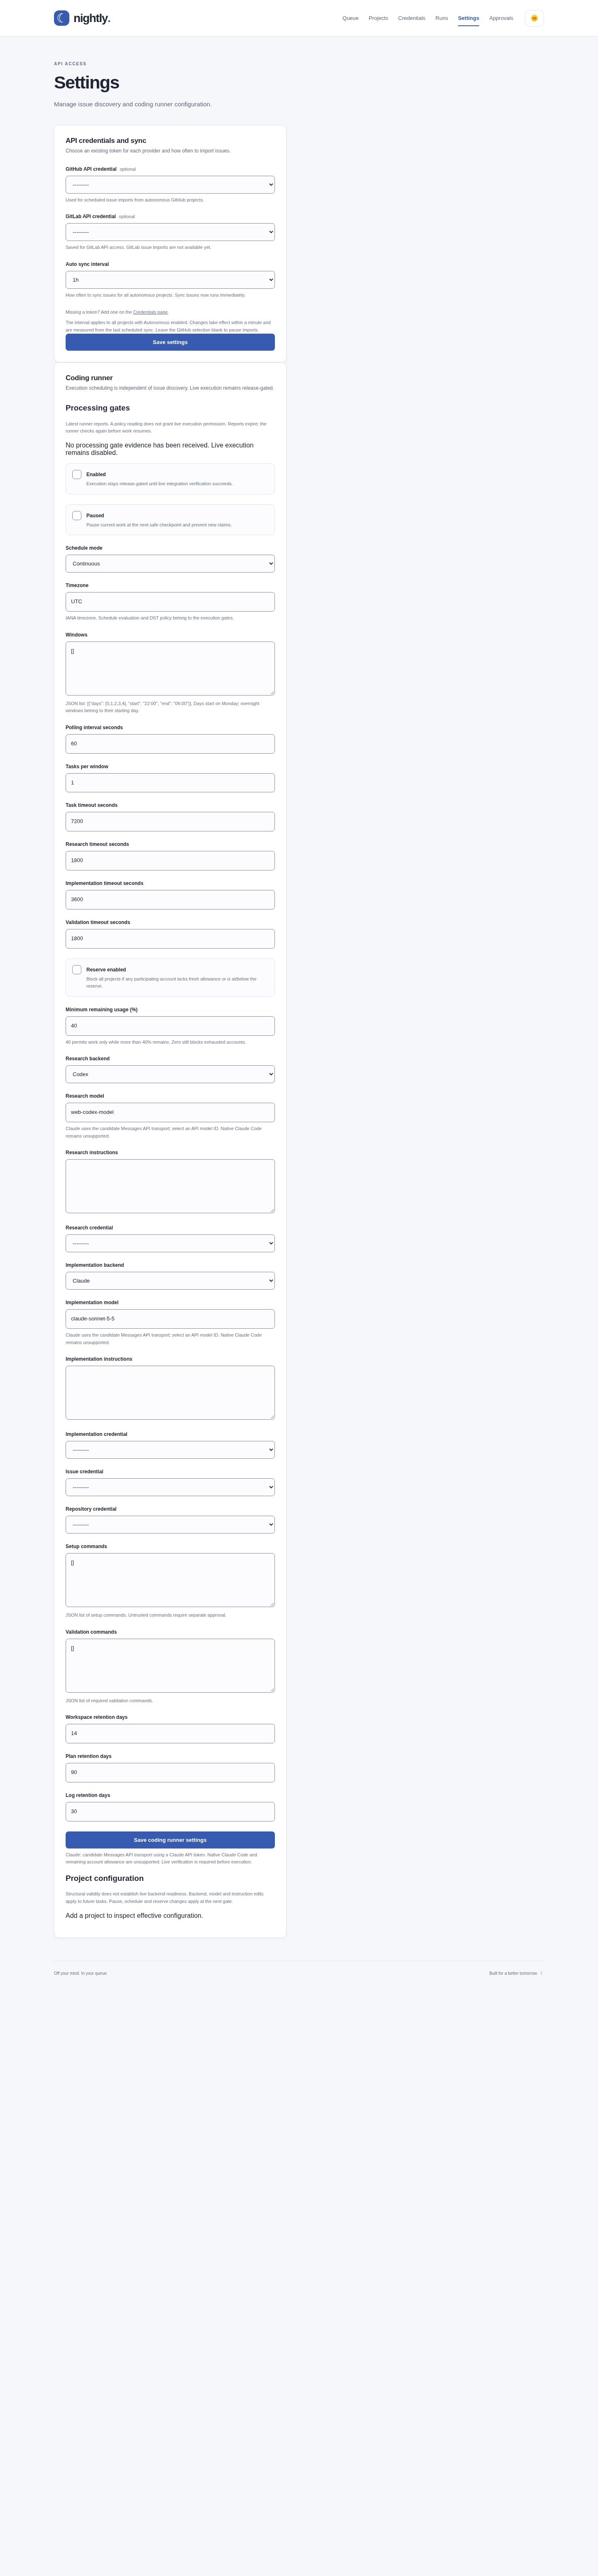 nightly.
Queue Projects Credentials Runs Settings Approvals
API ACCESS
Settings
Manage issue discovery and coding runner configuration.
API credentials and sync
Choose an existing token for each provider and how often to import issues.
GitHub API credential optional
---------
Used for scheduled issue imports from autonomous GitHub projects.
GitLab API credential optional
---------
Saved for GitLab API access. GitLab issue imports are not available yet.
Auto sync interval
1h
How often to sync issues for all autonomous projects. Sync issues now runs immediately.
Missing a token? Add one on the Credentials page.
The interval applies to all projects with Autonomous enabled. Changes take effect within a minute and
are measured from the last scheduled sync. Leave the GitHub selection blank to pause imports.
Save settings
Coding runner
Execution scheduling is independent of issue discovery. Live execution remains release-gated.
Processing gates
Latest runner reports. A policy reading does not grant live execution permission. Reports expire; the
runner checks again before work resumes.
No processing gate evidence has been received. Live execution
remains disabled.
Enabled
Execution stays release-gated until live integration verification succeeds.
Paused
Pause current work at the next safe checkpoint and prevent new claims.
Schedule mode
Continuous
Timezone
UTC
IANA timezone. Schedule evaluation and DST policy belong to the execution gates.
Windows
[]
JSON list: [{"days": [0,1,2,3,4], "start": "22:00", "end": "06:00"}]. Days start on Monday; overnight
windows belong to their starting day.
Polling interval seconds
60
Tasks per window
1
Task timeout seconds
7200
Research timeout seconds
1800
Implementation timeout seconds
3600
Validation timeout seconds
1800
Reserve enabled
Block all projects if any participating account lacks fresh allowance or is at/below the
reserve.
Minimum remaining usage (%)
40
40 permits work only while more than 40% remains. Zero still blocks exhausted accounts.
Research backend
Codex
Research model
web-codex-model
Claude uses the candidate Messages API transport; select an API model ID. Native Claude Code
remains unsupported.
Research instructions
Research credential
---------
Implementation backend
Claude
Implementation model
claude-sonnet-5-5
Claude uses the candidate Messages API transport; select an API model ID. Native Claude Code
remains unsupported.
Implementation instructions
Implementation credential
---------
Issue credential
---------
Repository credential
---------
Setup commands
[]
JSON list of setup commands. Untrusted commands require separate approval.
Validation commands
[]
JSON list of required validation commands.
Workspace retention days
14
Plan retention days
90
Log retention days
30
Save coding runner settings
Claude: candidate Messages API transport using a Claude API token. Native Claude Code and
remaining account allowance are unsupported. Live verification is required before execution.
Project configuration
Structural validity does not establish live backend readiness. Backend, model and instruction edits
apply to future tasks. Pause, schedule and reserve changes apply at the next gate.
Add a project to inspect effective configuration.
Off your mind. In your queue.
Built for a better tomorrow